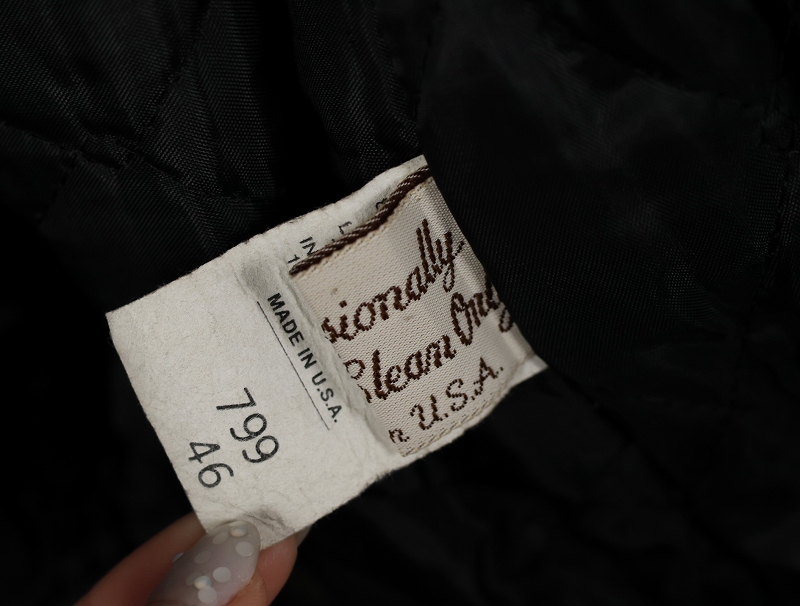 MADE IN U.S.A.
799
46
sionally
Clean Only
n U.S.A.